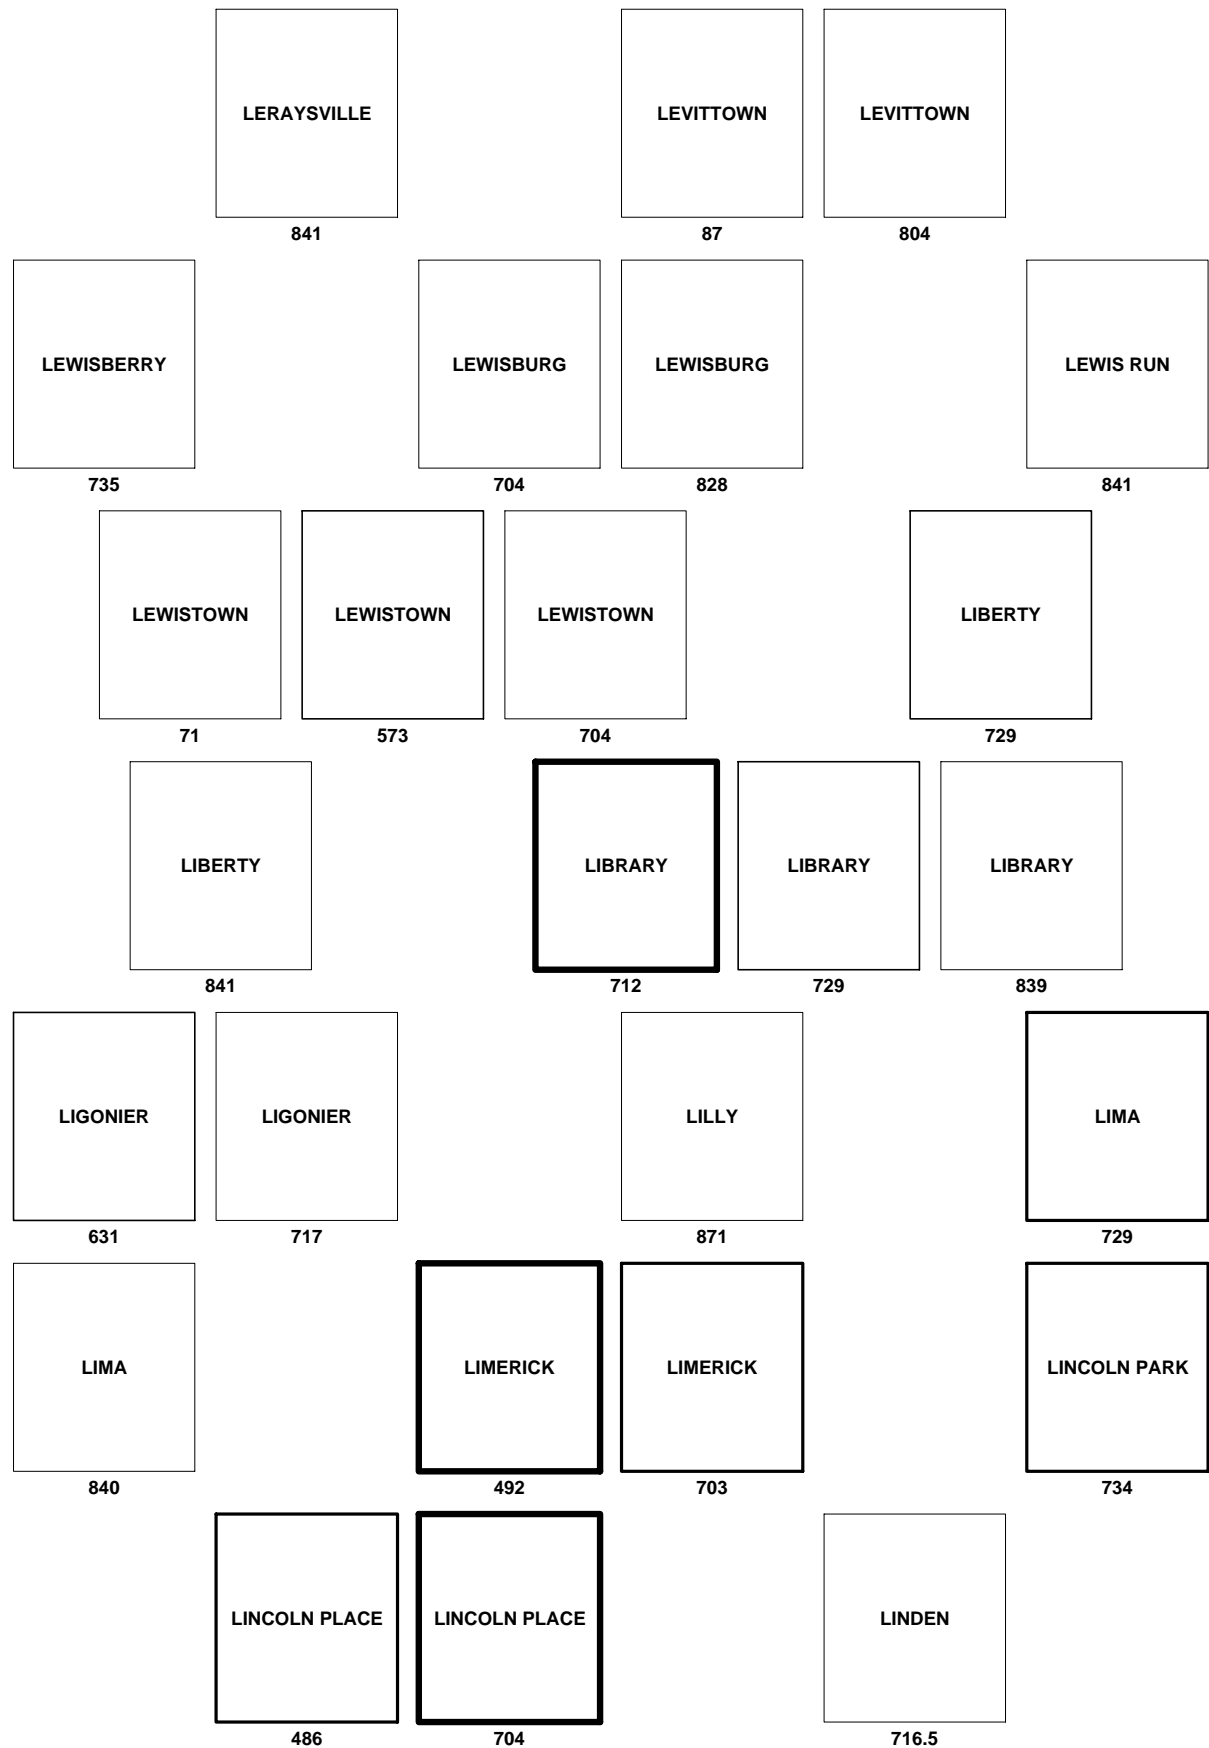 LERAYSVILLE LEVITTOWN LEVITTOWN
841 87 804
LEWISBERRY LEWISBURG LEWISBURG LEWIS RUN
735 704 828 841
LEWISTOWN LEWISTOWN LEWISTOWN LIBERTY
71 573 704 729
LIBERTY LIBRARY LIBRARY LIBRARY
841 712 729 839
LIGONIER LIGONIER LILLY LIMA
631 717 871 729
LIMA LIMERICK LIMERICK LINCOLN PARK
840 492 703 734
LINCOLN PLACE LINCOLN PLACE LINDEN
486 704 716.5